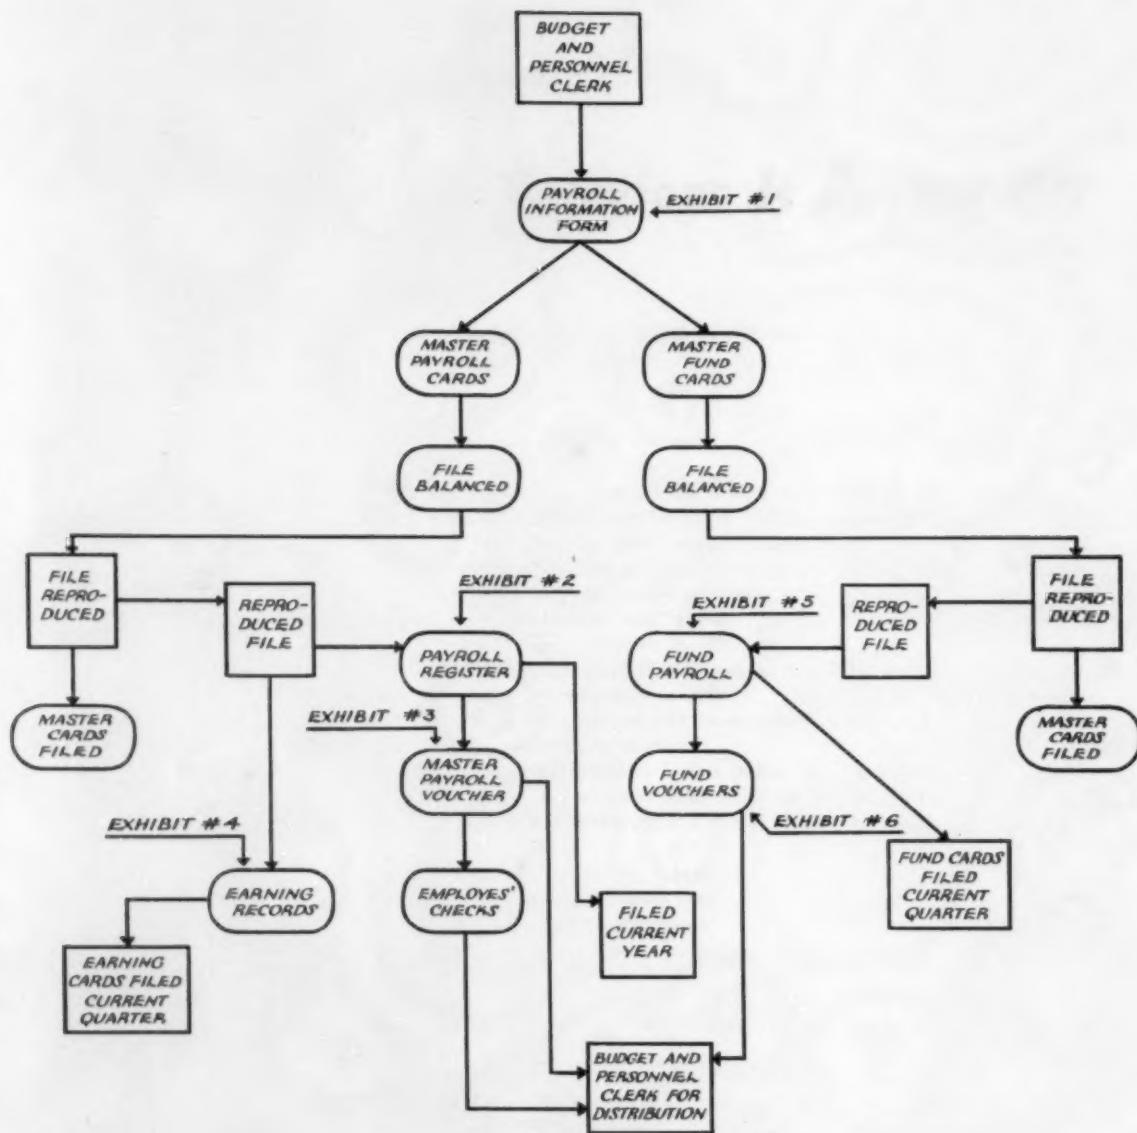 BUDGET
AND
PERSONNEL
CLERK
PAYROLL
INFORMATION
FORM
EXHIBIT #1
MASTER
PAYROLL
CARDS
MASTER
FUND
CARDS
FILE
BALANCED
FILE
BALANCED
FILE
REPRO-
DUCED
REPRO-
DUCED
FILE
EXHIBIT #2
PAYROLL
REGISTER
EXHIBIT #5
FUND
PAYROLL
REPRO-
DUCED
FILE
FILE
REPRO-
DUCED
MASTER
CARDS
FILED
EXHIBIT #3
MASTER
PAYROLL
VOUCHER
FUND
VOUCHERS
MASTER
CARDS
FILED
EXHIBIT #4
EXHIBIT #6
EARNING
RECORDS
EMPLOYES'
CHECKS
FILED
CURRENT
YEAR
FUND CARDS
FILED
CURRENT
QUARTER
EARNING
CARDS FILED
CURRENT
QUARTER
BUDGET AND
PERSONNEL
CLERK FOR
DISTRIBUTION